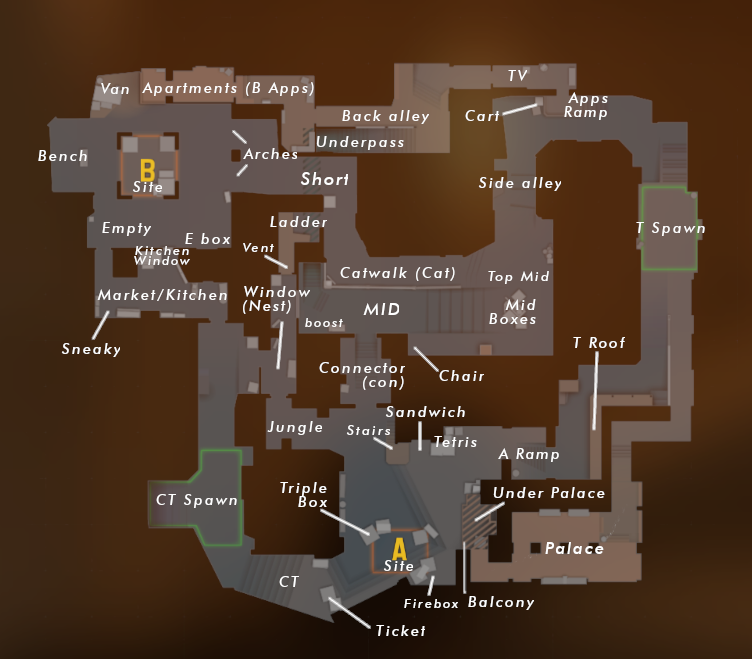 TV
Van
Apartments (B Apps)
Apps
Ramp
Back alley
Cart
Underpass
Arches
Bench
B
Site
Short
Side alley
Ladder
T Spawn
Empty
E box
Kitchen
Window
Vent
Catwalk (Cat)
Top Mid
Market/Kitchen
Window
(Nest)
MID
Mid
Boxes
boost
Sneaky
T Roof
Connector
(con)
Chair
Sandwich
Jungle
Stairs
Tetris
A Ramp
CT Spawn
Triple
Box
Under Palace
A
Site
Palace
CT
Firebox
Balcony
Ticket